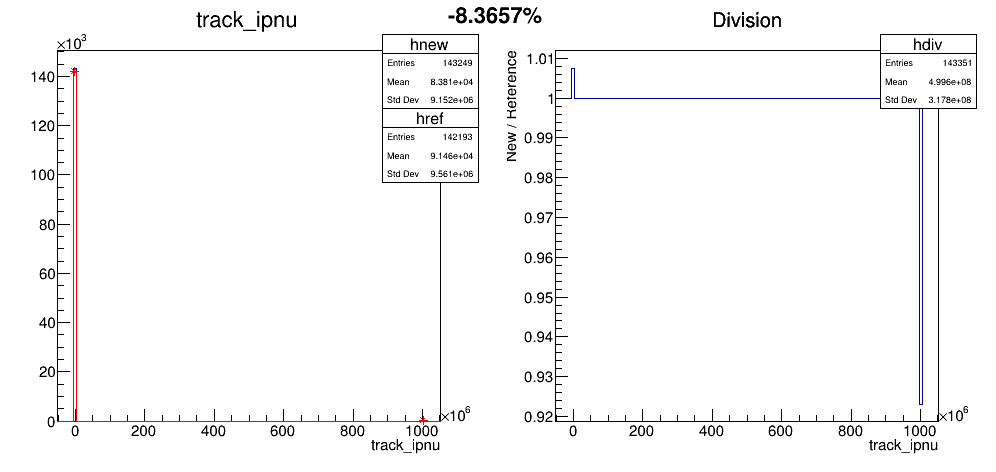 -8.3657%
track_ipnu
×10³
hnew
Entries 143249
Mean 8.381e+04
Std Dev 9.152e+06
href
Entries 142193
Mean 9.146e+04
Std Dev 9.561e+06
140
120
100
80
60
40
20
0
0 200 400 600 800 1000
×10⁶
track_ipnu
Division
hdiv
Entries 143351
Mean 4.996e+08
Std Dev 3.178e+08
New / Reference
1.01
1
0.99
0.98
0.97
0.96
0.95
0.94
0.93
0.92
0 200 400 600 800 1000
×10⁶
track_ipnu